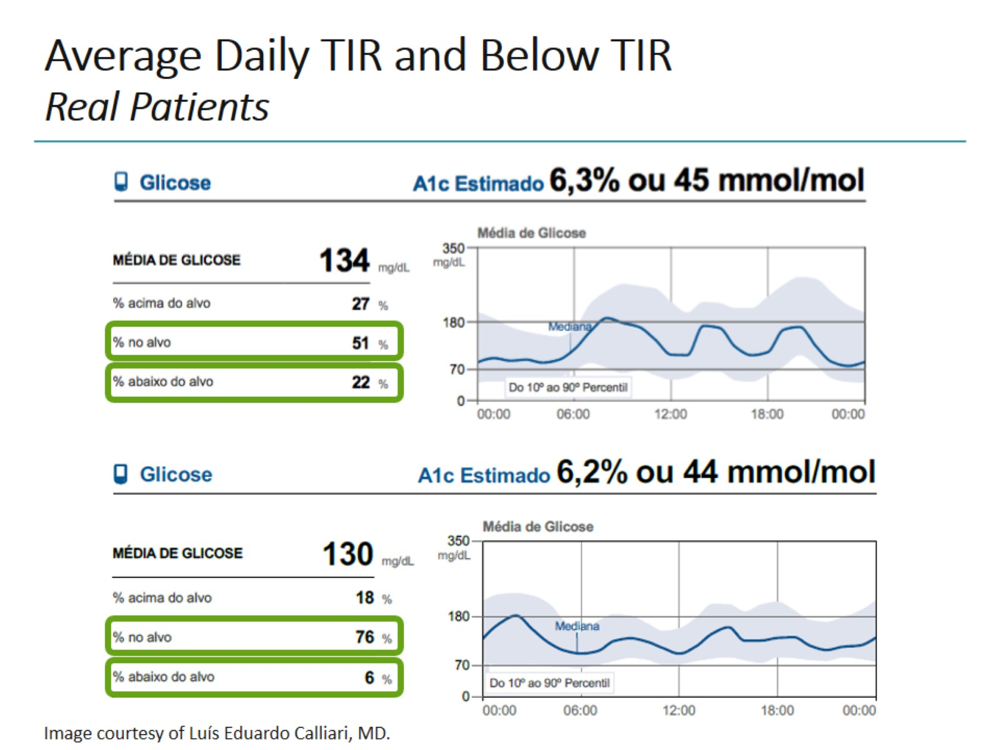 Average Daily TIR and Below TIR
Real Patients
Glicose
A1c Estimado 6,3% ou 45 mmol/mol
MÉDIA DE GLICOSE 134 mg/dL
% acima do alvo 27 %
% no alvo 51 %
% abaixo do alvo 22 %
Média de Glicose
350
mg/dL
180
Mediana
70
Do 10º ao 90º Percentil
0
00:00 06:00 12:00 18:00 00:00
Glicose
A1c Estimado 6,2% ou 44 mmol/mol
MÉDIA DE GLICOSE 130 mg/dL
% acima do alvo 18 %
% no alvo 76 %
% abaixo do alvo 6 %
Média de Glicose
350
mg/dL
180
Mediana
70
Do 10º ao 90º Percentil
0
00:00 06:00 12:00 18:00 00:00
Image courtesy of Luís Eduardo Calliari, MD.